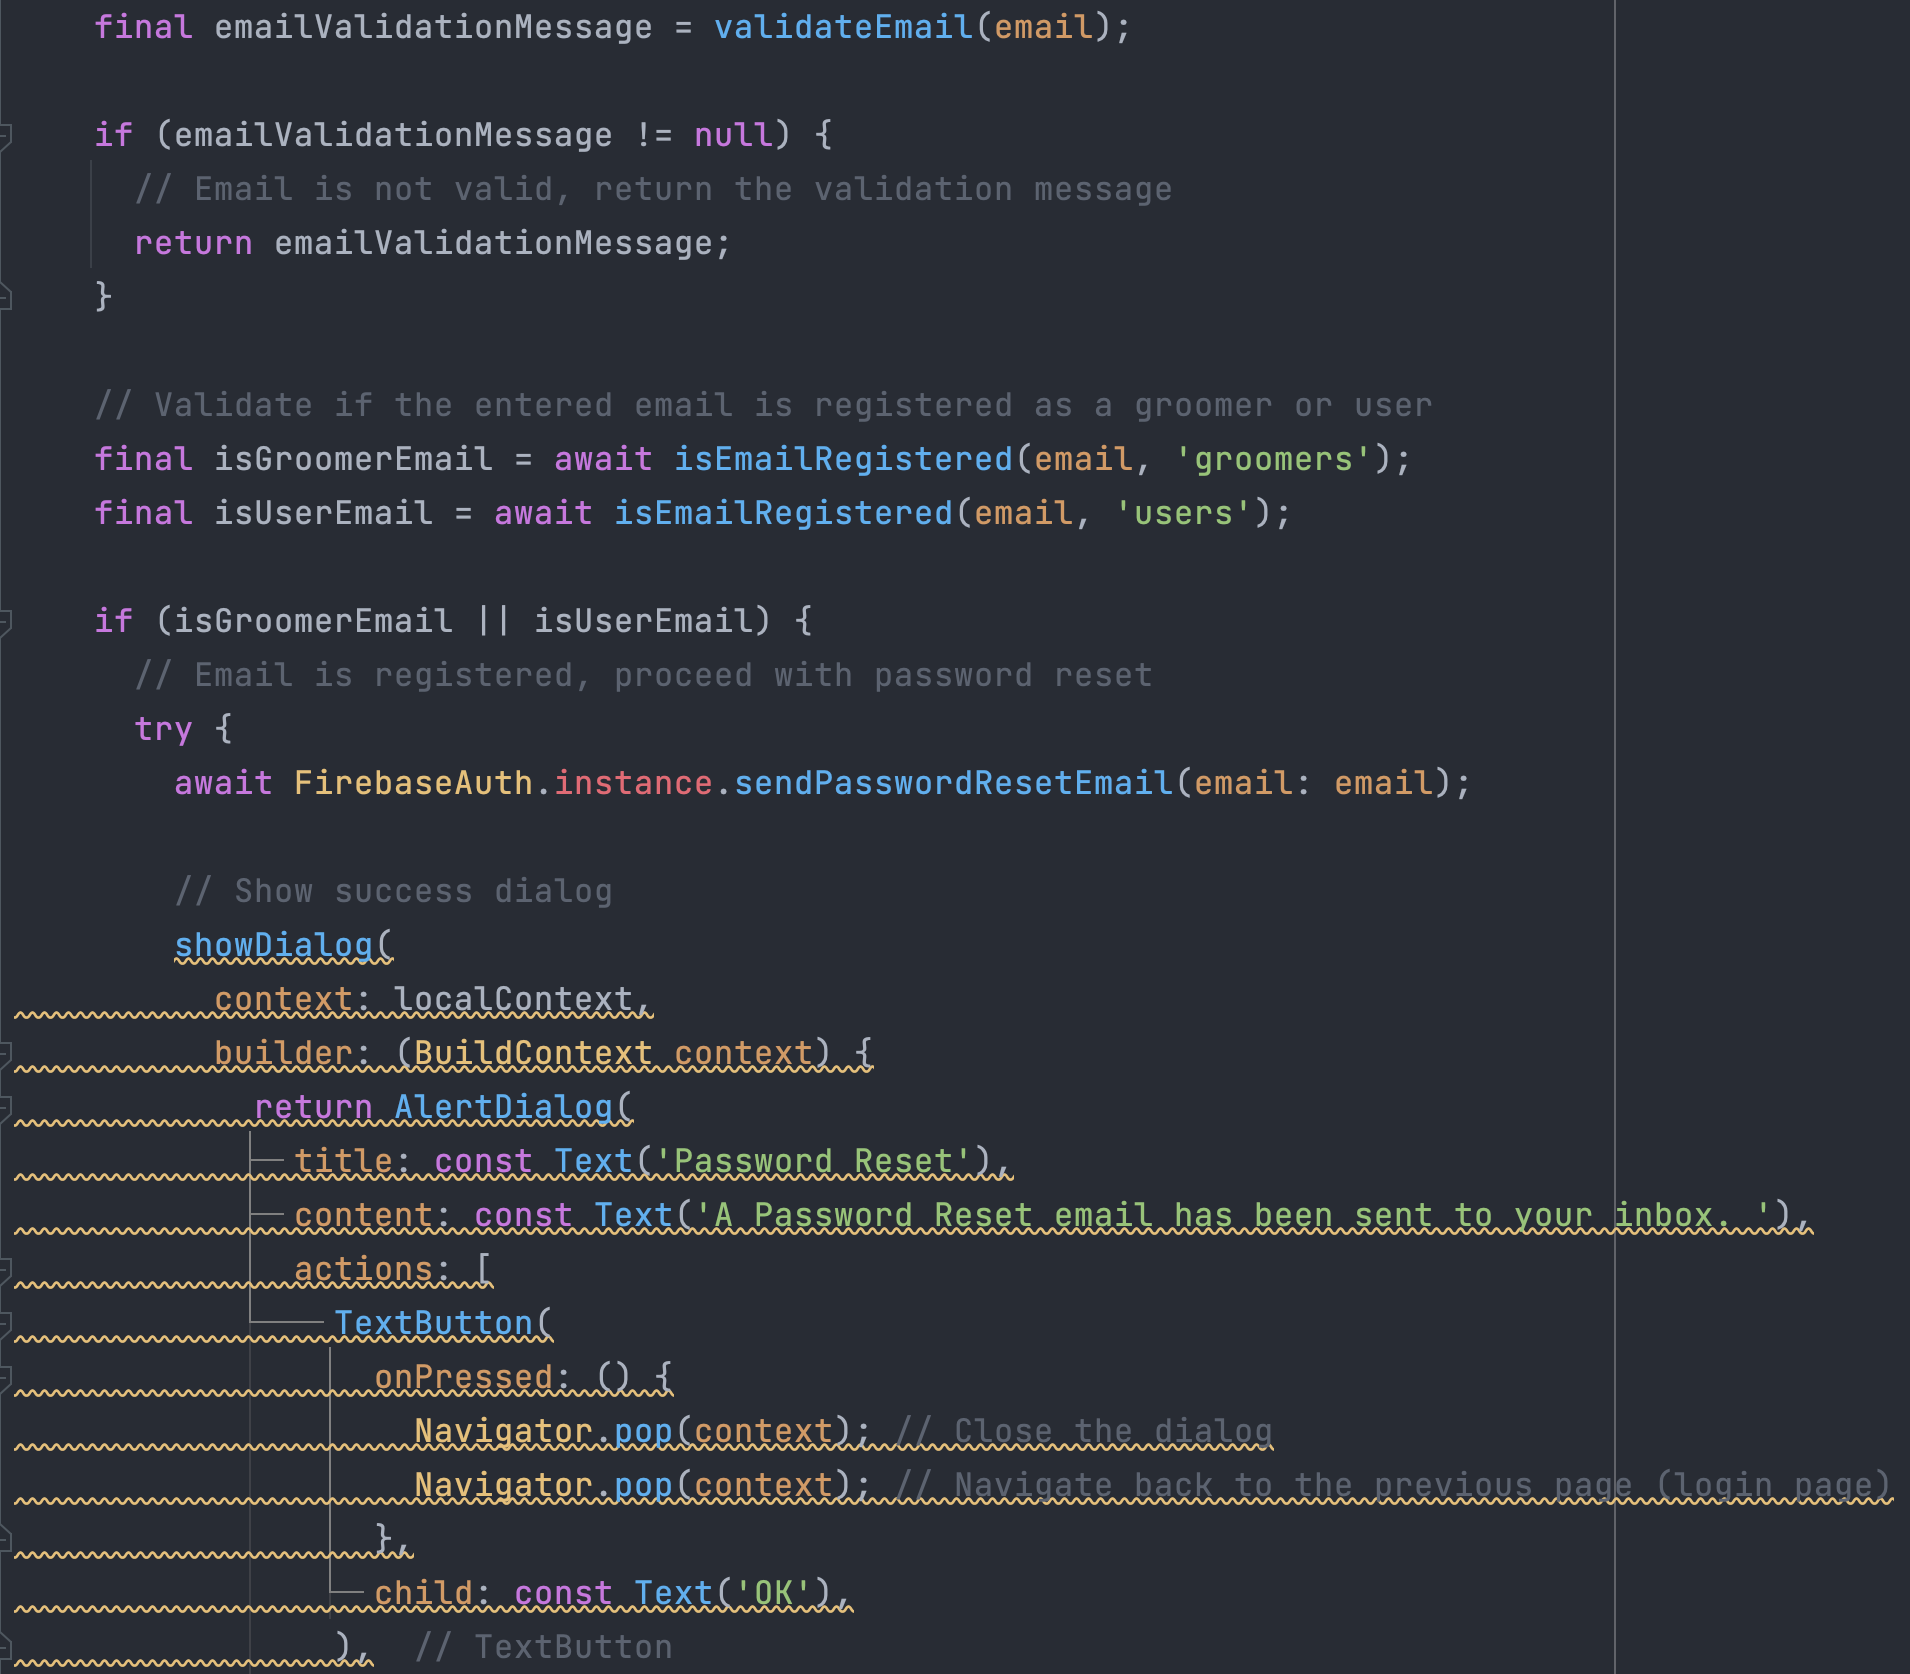 final emailValidationMessage = validateEmail(email);
if (emailValidationMessage != null) {
// Email is not valid, return the validation message
return emailValidationMessage;
}
// Validate if the entered email is registered as a groomer or user
final isGroomerEmail = await isEmailRegistered(email, 'groomers');
final isUserEmail = await isEmailRegistered(email, 'users');
if (isGroomerEmail || isUserEmail) {
// Email is registered, proceed with password reset
try {
await FirebaseAuth.instance.sendPasswordResetEmail(email: email);
// Show success dialog
showDialog(
context: localContext,
builder: (BuildContext context) {
return AlertDialog(
title: const Text('Password Reset'),
content: const Text('A Password Reset email has been sent to your inbox. '),
actions: [
TextButton(
onPressed: () {
Navigator.pop(context); // Close the dialog
Navigator.pop(context); // Navigate back to the previous page (login page)
},
child: const Text('OK'),
), // TextButton